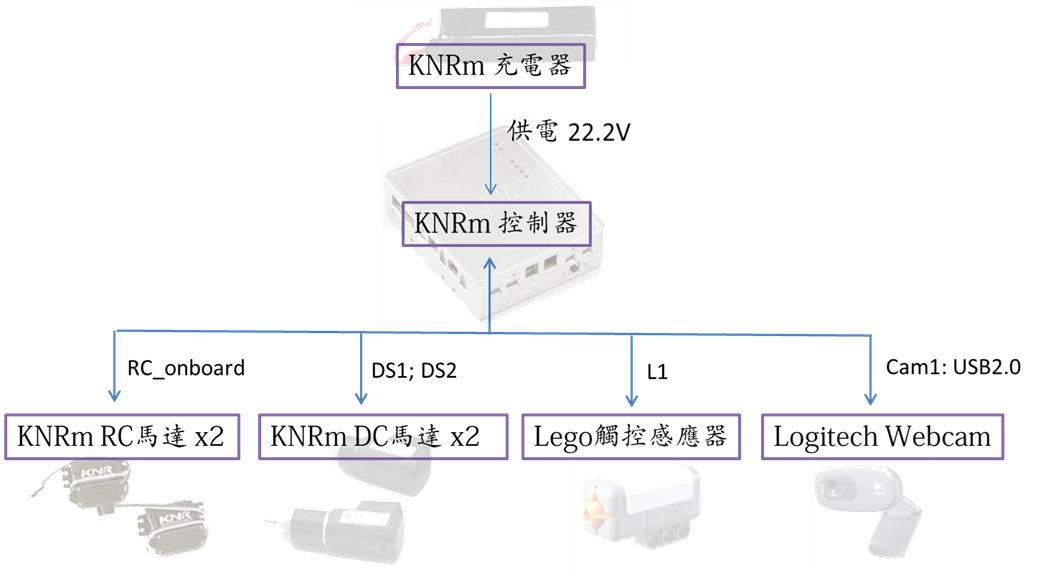 KNRm 充電器
供電 22.2V
KNRm 控制器
RC_onboard
DS1; DS2
L1
Cam1: USB2.0
KNRm RC馬達 x2
KNRm DC馬達 x2
Lego觸控感應器
Logitech Webcam
KNR
KNR